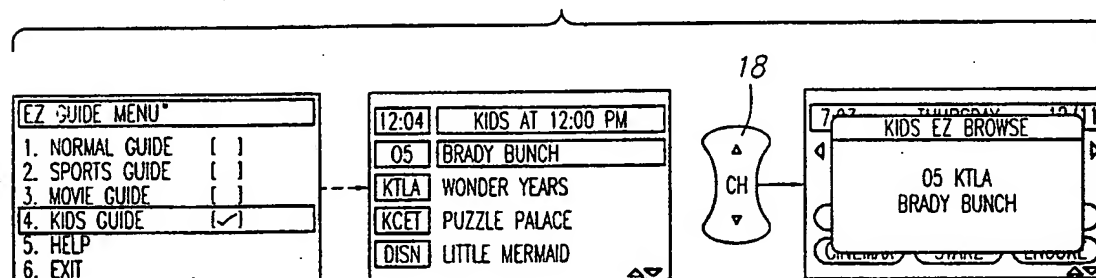 18
EZ GUIDE MENU"
1. NORMAL GUIDE [ ]
2. SPORTS GUIDE [ ]
3. MOVIE GUIDE [ ]
4. KIDS GUIDE [✓]
5. HELP
6. EXIT
12:04 KIDS AT 12:00 PM
05 BRADY BUNCH
KTLA WONDER YEARS
KCET PUZZLE PALACE
DISN LITTLE MERMAID
CH
THURSDAY
KIDS EZ BROWSE
05 KTLA
BRADY BUNCH